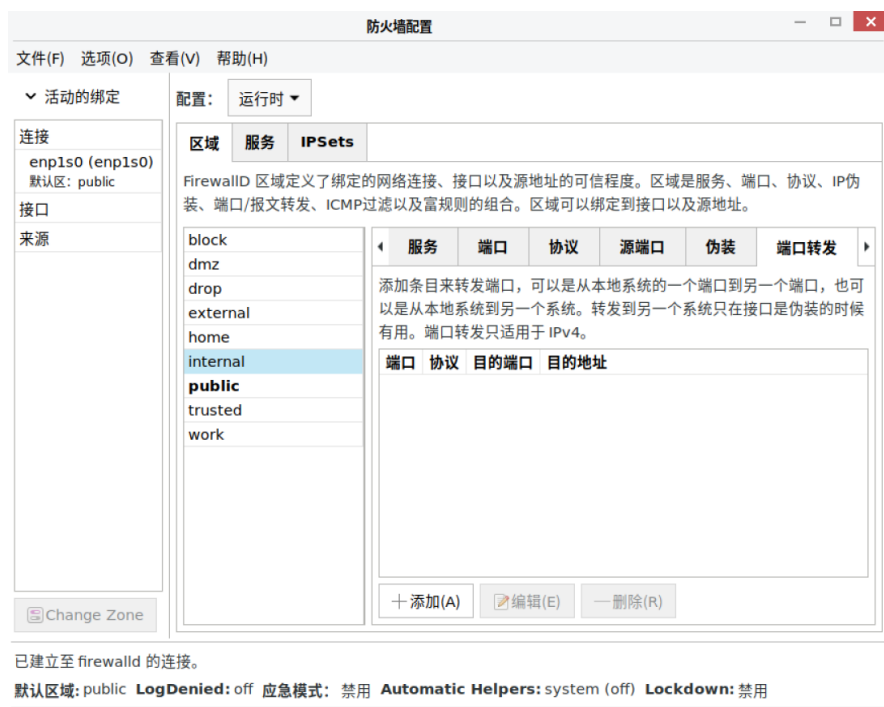 防火墙配置
文件(F) 选项(O) 查看(V) 帮助(H)
活动的绑定
连接
enp1s0 (enp1s0)
默认区：public
接口
来源
Change Zone
配置：
运行时
区域 服务 IPSets
FirewallD 区域定义了绑定的网络连接、接口以及源地址的可信程度。区域是服务、端口、协议、IP伪
装、端口/报文转发、ICMP过滤以及富规则的组合。区域可以绑定到接口以及源地址。
block
dmz
drop
external
home
internal
public
trusted
work
服务 端口 协议 源端口 伪装 端口转发
添加条目来转发端口，可以是从本地系统的一个端口到另一个端口，也可
以是从本地系统到另一个系统。转发到另一个系统只在接口是伪装的时候
有用。端口转发只适用于 IPv4。
端口 协议 目的端口 目的地址
添加(A) 编辑(E) 删除(R)
已建立至 firewalld 的连接。
默认区域: public LogDenied: off 应急模式： 禁用 Automatic Helpers: system (off) Lockdown: 禁用